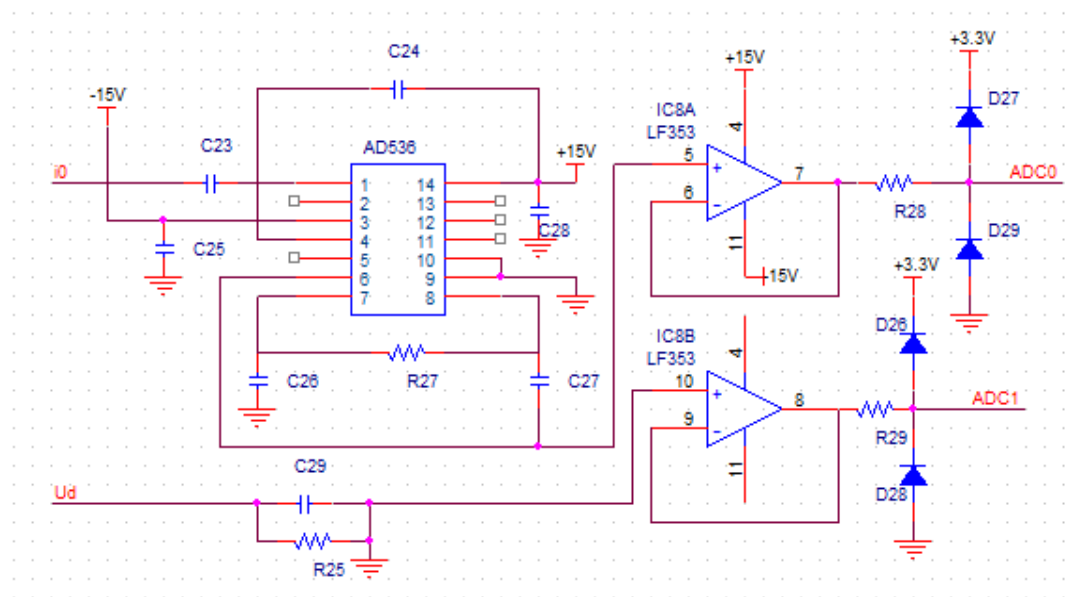 C24
+3.3V
-15V
+15V
D27
IC8A
LF353
4
C23
AD536
+15V
5
7
i0
ADC0
1
14
2
13
6
R28
3
12
C28
4
11
11
D29
C25
5
10
+3.3V
6
9
-15V
7
8
D26
IC8B
LF353
4
C26
R27
C27
10
8
ADC1
9
R29
C29
11
Ud
D28
R25